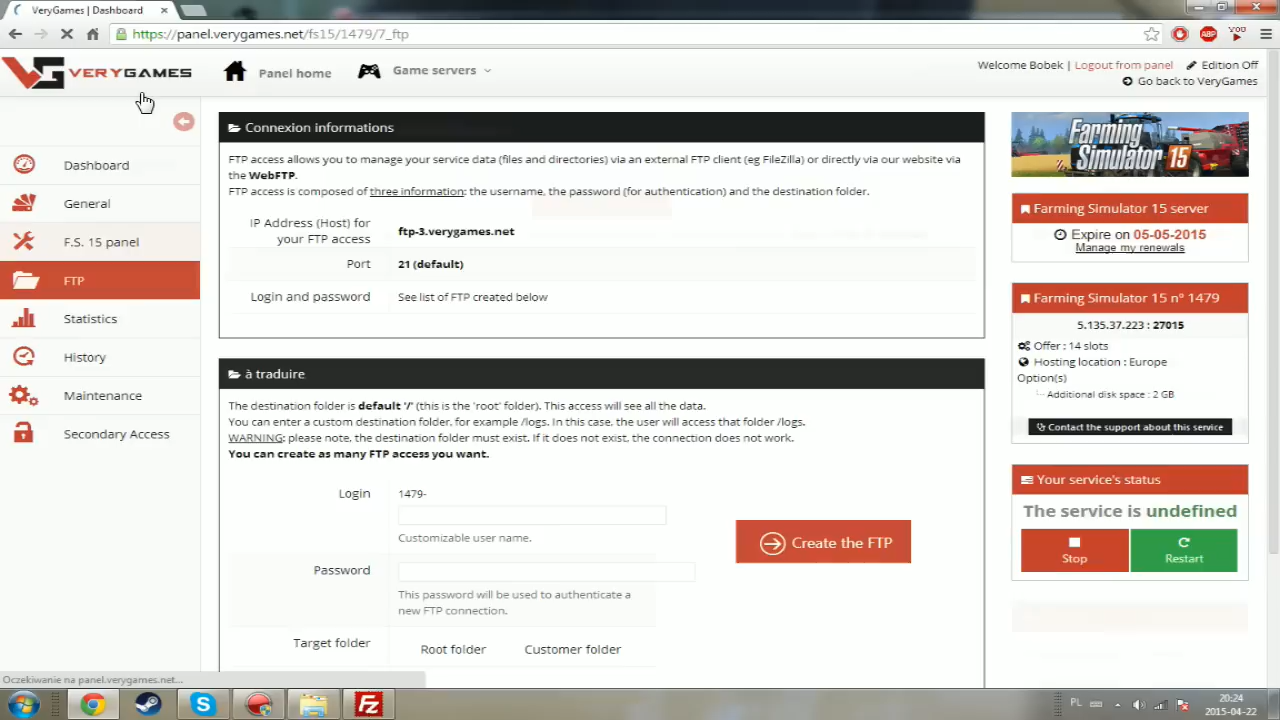 VeryGames | Dashboard
https://panel.verygames.net/fs15/1479/7_ftp
ABP
VERYGAMES
Panel home
Game servers
Welcome Bobek | Logout from panel
Edition Off
Go back to VeryGames
Dashboard
General
F.S. 15 panel
FTP
Statistics
History
Maintenance
Secondary Access
Connexion informations
FTP access allows you to manage your service data (files and directories) via an external FTP client (eg FileZilla) or directly via our website via
the WebFTP.
FTP access is composed of three information: the username, the password (for authentication) and the destination folder.
IP Address (Host) for
your FTP access
ftp-3.verygames.net
Port
21 (default)
Login and password
See list of FTP created below
à traduire
The destination folder is default '/' (this is the 'root' folder). This access will see all the data.
You can enter a custom destination folder, for example /logs. In this case, the user will access that folder /logs.
WARNING: please note, the destination folder must exist. If it does not exist, the connection does not work.
You can create as many FTP access you want.
Login
1479-
Customizable user name.
Password
This password will be used to authenticate a
new FTP connection.
Target folder
Root folder
Customer folder
Create the FTP
Farming
Simulator 15
Farming Simulator 15 server
Expire on 05-05-2015
Manage my renewals
Farming Simulator 15 n° 1479
5.135.37.223 : 27015
Offer : 14 slots
Hosting location : Europe
Option(s)
Additional disk space : 2 GB
Contact the support about this service
Your service's status
The service is undefined
Stop
Restart
Oczekiwanie na panel.verygames.net...
PL
20:24
2015-04-22